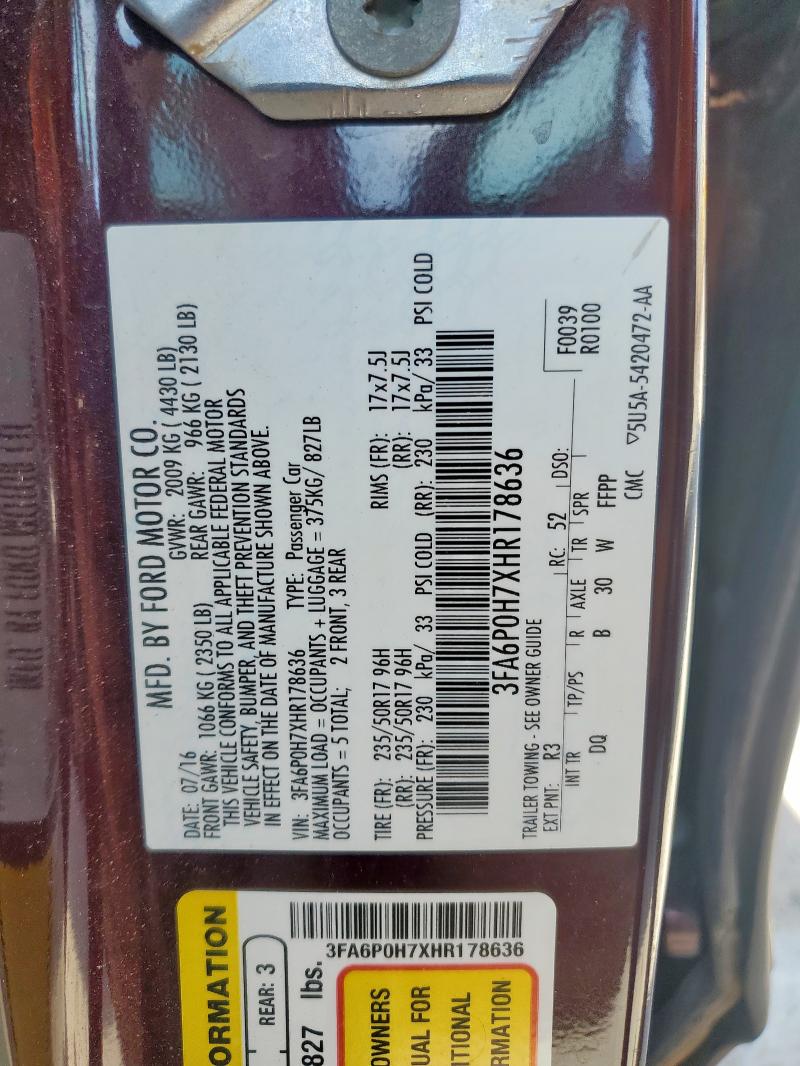 MFD. BY FORD MOTOR CO.
DATE: 07/16 GVWR: 2009 KG ( 4430 LB)
FRONT GAWR: 1066 KG ( 2350 LB) REAR GAWR: 966 KG ( 2130 LB)
THIS VEHICLE CONFORMS TO ALL APPLICABLE FEDERAL MOTOR
VEHICLE SAFETY, BUMPER, AND THEFT PREVENTION STANDARDS
IN EFFECT ON THE DATE OF MANUFACTURE SHOWN ABOVE.
VIN: 3FA6P0H7XHR178636 TYPE: Passenger Car
MAXIMUM LOAD = OCCUPANTS + LUGGAGE = 375KG/ 827LB
OCCUPANTS = 5 TOTAL; 2 FRONT, 3 REAR
TIRE (FR): 235/50R17 96H RIMS (FR): 17x7.5J
(RR): 235/50R17 96H (RR): 17x7.5J
PRESSURE (FR): 230 kPa/ 33 PSI COLD (RR): 230 kPa/ 33 PSI COLD
3FA6P0H7XHR178636
TRAILER TOWING - SEE OWNER GUIDE
EXT PNT: R3 RC: 52 DSO: F0039
INT TR TP/PS R AXLE TR SPR R0100
DQ B 30 W FFPP
CMC ▽5U5A-5420472-AA
ORMATION
REAR: 3
827 lbs.
3FA6P0H7XHR178636
OWNERS
UAL FOR
ITIONAL
RMATION